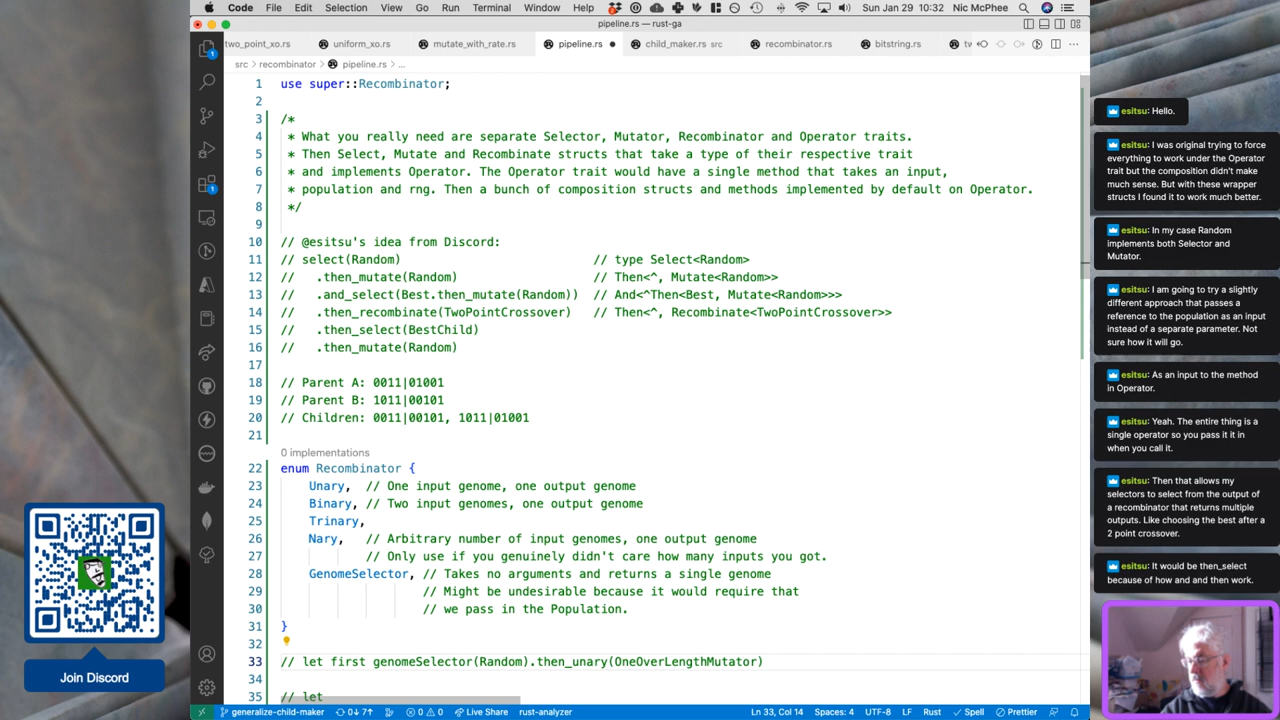 Code File Edit Selection View Go Run Terminal Window Help Sun Jan 29 10:32 Nic McPhee
pipeline.rs — rust-ga
two_point_xo.rs uniform_xo.rs mutate_with_rate.rs pipeline.rs child_maker.rs src recombinator.rs bitstring.rs
src > recombinator > pipeline.rs > ...
1 use super::Recombinator;
2
3 /*
4 * What you really need are separate Selector, Mutator, Recombinator and Operator traits.
5 * Then Select, Mutate and Recombinate structs that take a type of their respective trait
6 * and implements Operator. The Operator trait would have a single method that takes an input,
7 * population and rng. Then a bunch of composition structs and methods implemented by default on Operator.
8 */
9
10 // @esitsu's idea from Discord:
11 // select(Random) // type Select<Random>
12 // .then_mutate(Random) // Then<^, Mutate<Random>>
13 // .and_select(Best.then_mutate(Random)) // And<^Then<Best, Mutate<Random>>>
14 // .then_recombinate(TwoPointCrossover) // Then<^, Recombinate<TwoPointCrossover>>
15 // .then_select(BestChild)
16 // .then_mutate(Random)
17
18 // Parent A: 0011|01001
19 // Parent B: 1011|00101
20 // Children: 0011|00101, 1011|01001
21
0 implementations
22 enum Recombinator {
23 Unary, // One input genome, one output genome
24 Binary, // Two input genomes, one output genome
25 Trinary,
26 Nary, // Arbitrary number of input genomes, one output genome
27 // Only use if you genuinely didn't care how many inputs you got.
28 GenomeSelector, // Takes no arguments and returns a single genome
29 // Might be undesirable because it would require that
30 // we pass in the Population.
31 }
32
33 // let first genomeSelector(Random).then_unary(OneOverLengthMutator)
34
35 // let
generalize-child-maker 0↓ 7↑ 0 0 Live Share rust-analyzer Ln 33, Col 14 Spaces: 4 UTF-8 LF Rust Spell Prettier
1
1
Join Discord
esitsu: Hello.
esitsu: I was original trying to force
everything to work under the Operator
trait but the composition didn't make
much sense. But with these wrapper
structs I found it to work much better.
esitsu: In my case Random
implements both Selector and
Mutator.
esitsu: I am going to try a slightly
different approach that passes a
reference to the population as an input
instead of a separate parameter. Not
sure how it will go.
esitsu: As an input to the method
in Operator.
esitsu: Yeah. The entire thing is a
single operator so you pass it it in
when you call it.
esitsu: Then that allows my
selectors to select from the output of
a recombinator that returns multiple
outputs. Like choosing the best after a
2 point crossover.
esitsu: It would be then_select
because of how and and then work.